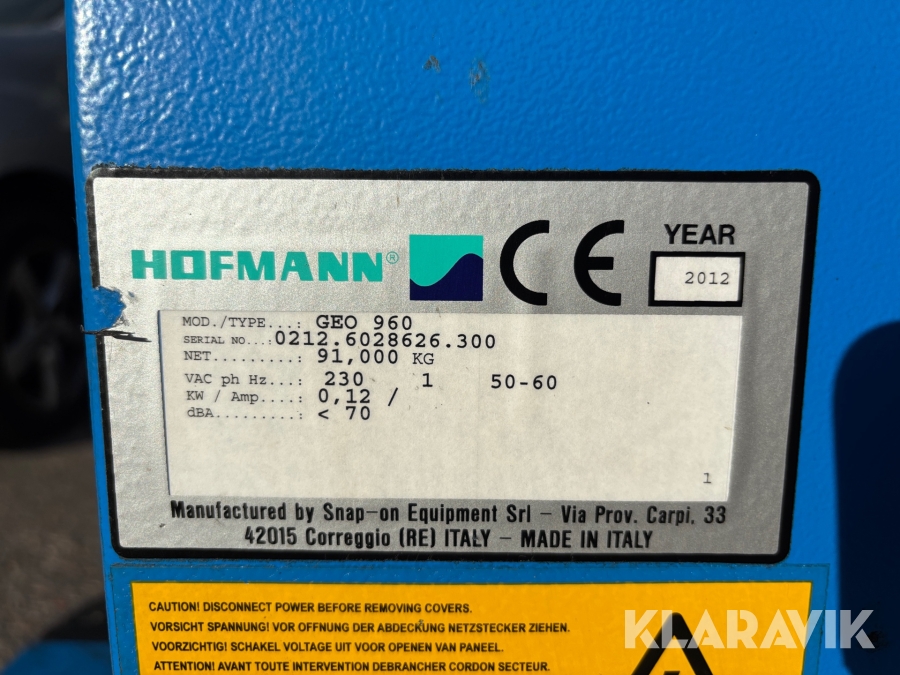 HOFMANN®
CE
YEAR
2012
MOD./TYPE...: GEO 960
SERIAL NO...:0212.6028626.300
NET.........: 91,000 KG
VAC ph Hz...: 230 1 50-60
KW / Amp....: 0,12 /
dBA.........: < 70
1
Manufactured by Snap-on Equipment Srl - Via Prov. Carpi, 33
42015 Correggio (RE) ITALY - MADE IN ITALY
CAUTION! DISCONNECT POWER BEFORE REMOVING COVERS.
VORSICHT SPANNUNG! VOR OFFNUNG DER ABDECKUNG NETZSTECKER ZIEHEN.
VOORZICHTIG! SCHAKEL VOLTAGE UIT VOOR OPENEN VAN PANEEL.
ATTENTION! AVANT TOUTE INTERVENTION DEBRANCHER CORDON SECTEUR.
KLARAVIK